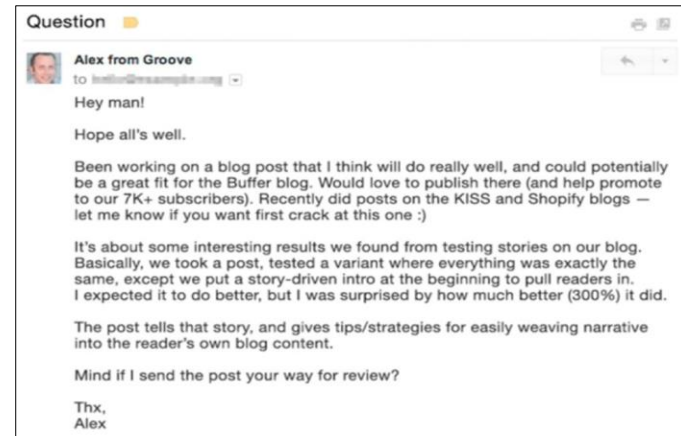 Question
Alex from Groove
to
Hey man!
Hope all's well.
Been working on a blog post that I think will do really well, and could potentially
be a great fit for the Buffer blog. Would love to publish there (and help promote
to our 7K+ subscribers). Recently did posts on the KISS and Shopify blogs —
let me know if you want first crack at this one :)
It's about some interesting results we found from testing stories on our blog.
Basically, we took a post, tested a variant where everything was exactly the
same, except we put a story-driven intro at the beginning to pull readers in.
I expected it to do better, but I was surprised by how much better (300%) it did.
The post tells that story, and gives tips/strategies for easily weaving narrative
into the reader's own blog content.
Mind if I send the post your way for review?
Thx,
Alex